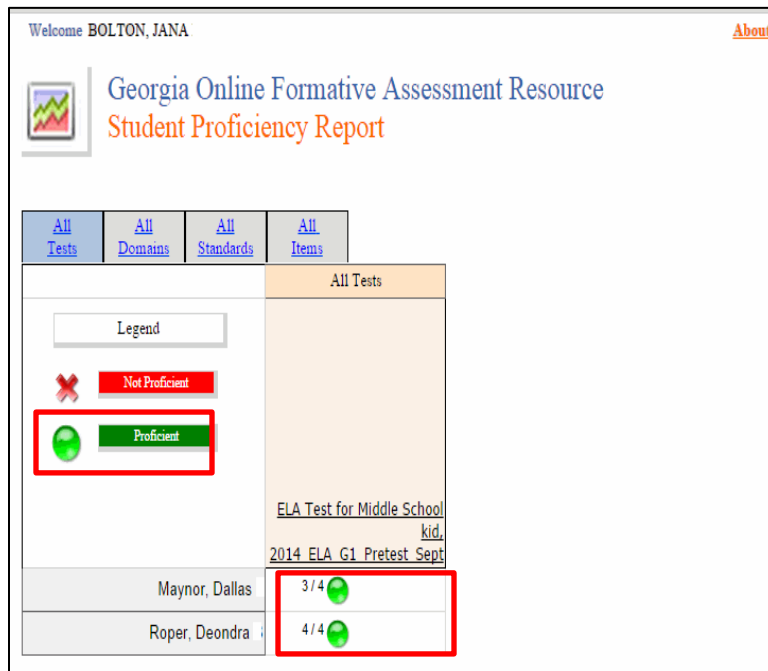 Welcome BOLTON, JANA
About
Georgia Online Formative Assessment Resource
Student Proficiency Report
All Tests
All Domains
All Standards
All Items
All Tests
Legend
Not Proficient
Proficient
ELA Test for Middle School
kid,
2014_ELA_G1_Pretest_Sept
Maynor, Dallas 3 / 4
Roper, Deondra 4 / 4